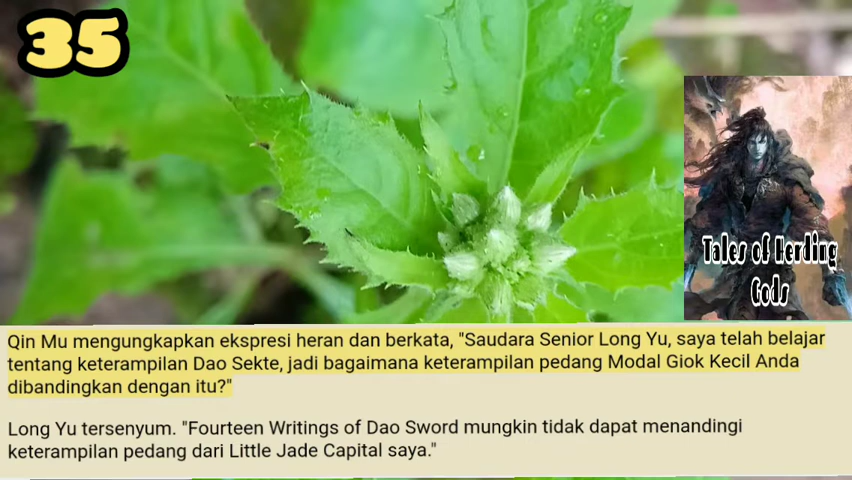 35
Tales of Herding
Gods
Qin Mu mengungkapkan ekspresi heran dan berkata, "Saudara Senior Long Yu, saya telah belajar
tentang keterampilan Dao Sekte, jadi bagaimana keterampilan pedang Modal Giok Kecil Anda
dibandingkan dengan itu?"
Long Yu tersenyum. "Fourteen Writings of Dao Sword mungkin tidak dapat menandingi
keterampilan pedang dari Little Jade Capital saya."